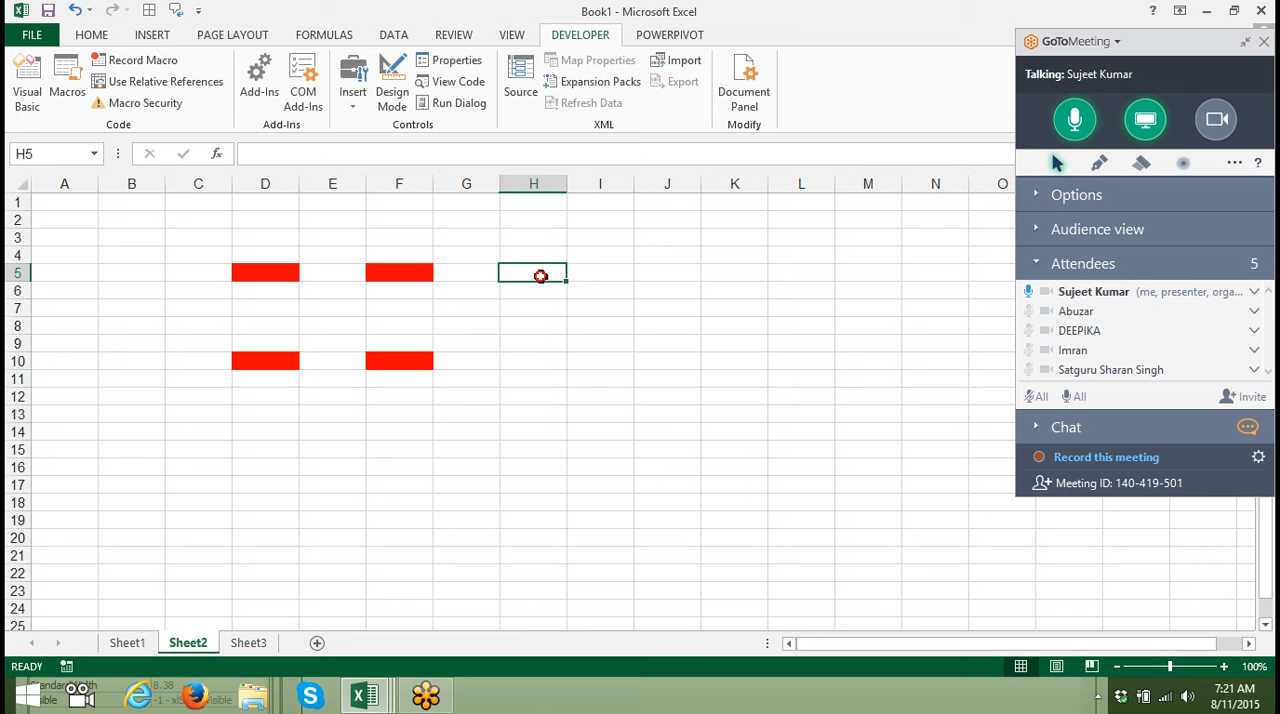 Book1 - Microsoft Excel
FILE HOME INSERT PAGE LAYOUT FORMULAS DATA REVIEW VIEW DEVELOPER POWERPIVOT
Visual Basic
Macros
Record Macro
Use Relative References
Macro Security
Code
Add-Ins
COM Add-Ins
Add-Ins
Insert
Design Mode
Properties
View Code
Run Dialog
Controls
Source
Map Properties
Expansion Packs
Refresh Data
Import
Export
XML
Document Panel
Modify
H5
fx
A B C D E F G H I J K L M N O
1
2
3
4
5
6
7
8
9
10
11
12
13
14
15
16
17
18
19
20
21
22
23
24
25
GoToMeeting
Talking: Sujeet Kumar
... ?
Options
Audience view
Attendees 5
Sujeet Kumar (me, presenter, orga...
Abuzar
DEEPIKA
Imran
Satguru Sharan Singh
All All Invite
Chat
Record this meeting
Meeting ID: 140-419-501
Sheet1 Sheet2 Sheet3
READY
100%
8.38
7:21 AM
8/11/2015